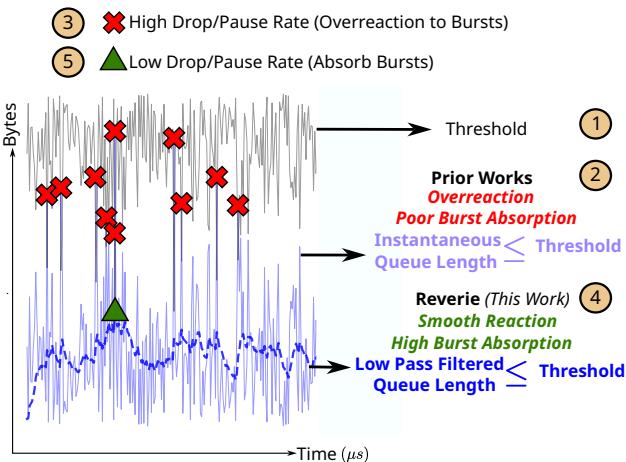 3 High Drop/Pause Rate (Overreaction to Bursts)
5 Low Drop/Pause Rate (Absorb Bursts)
Bytes
Threshold 1
Prior Works 2
Overreaction
Poor Burst Absorption
Instantaneous
Queue Length ≤ Threshold
Reverie (This Work) 4
Smooth Reaction
High Burst Absorption
Low Pass Filtered
Queue Length ≤ Threshold
Time (μs)